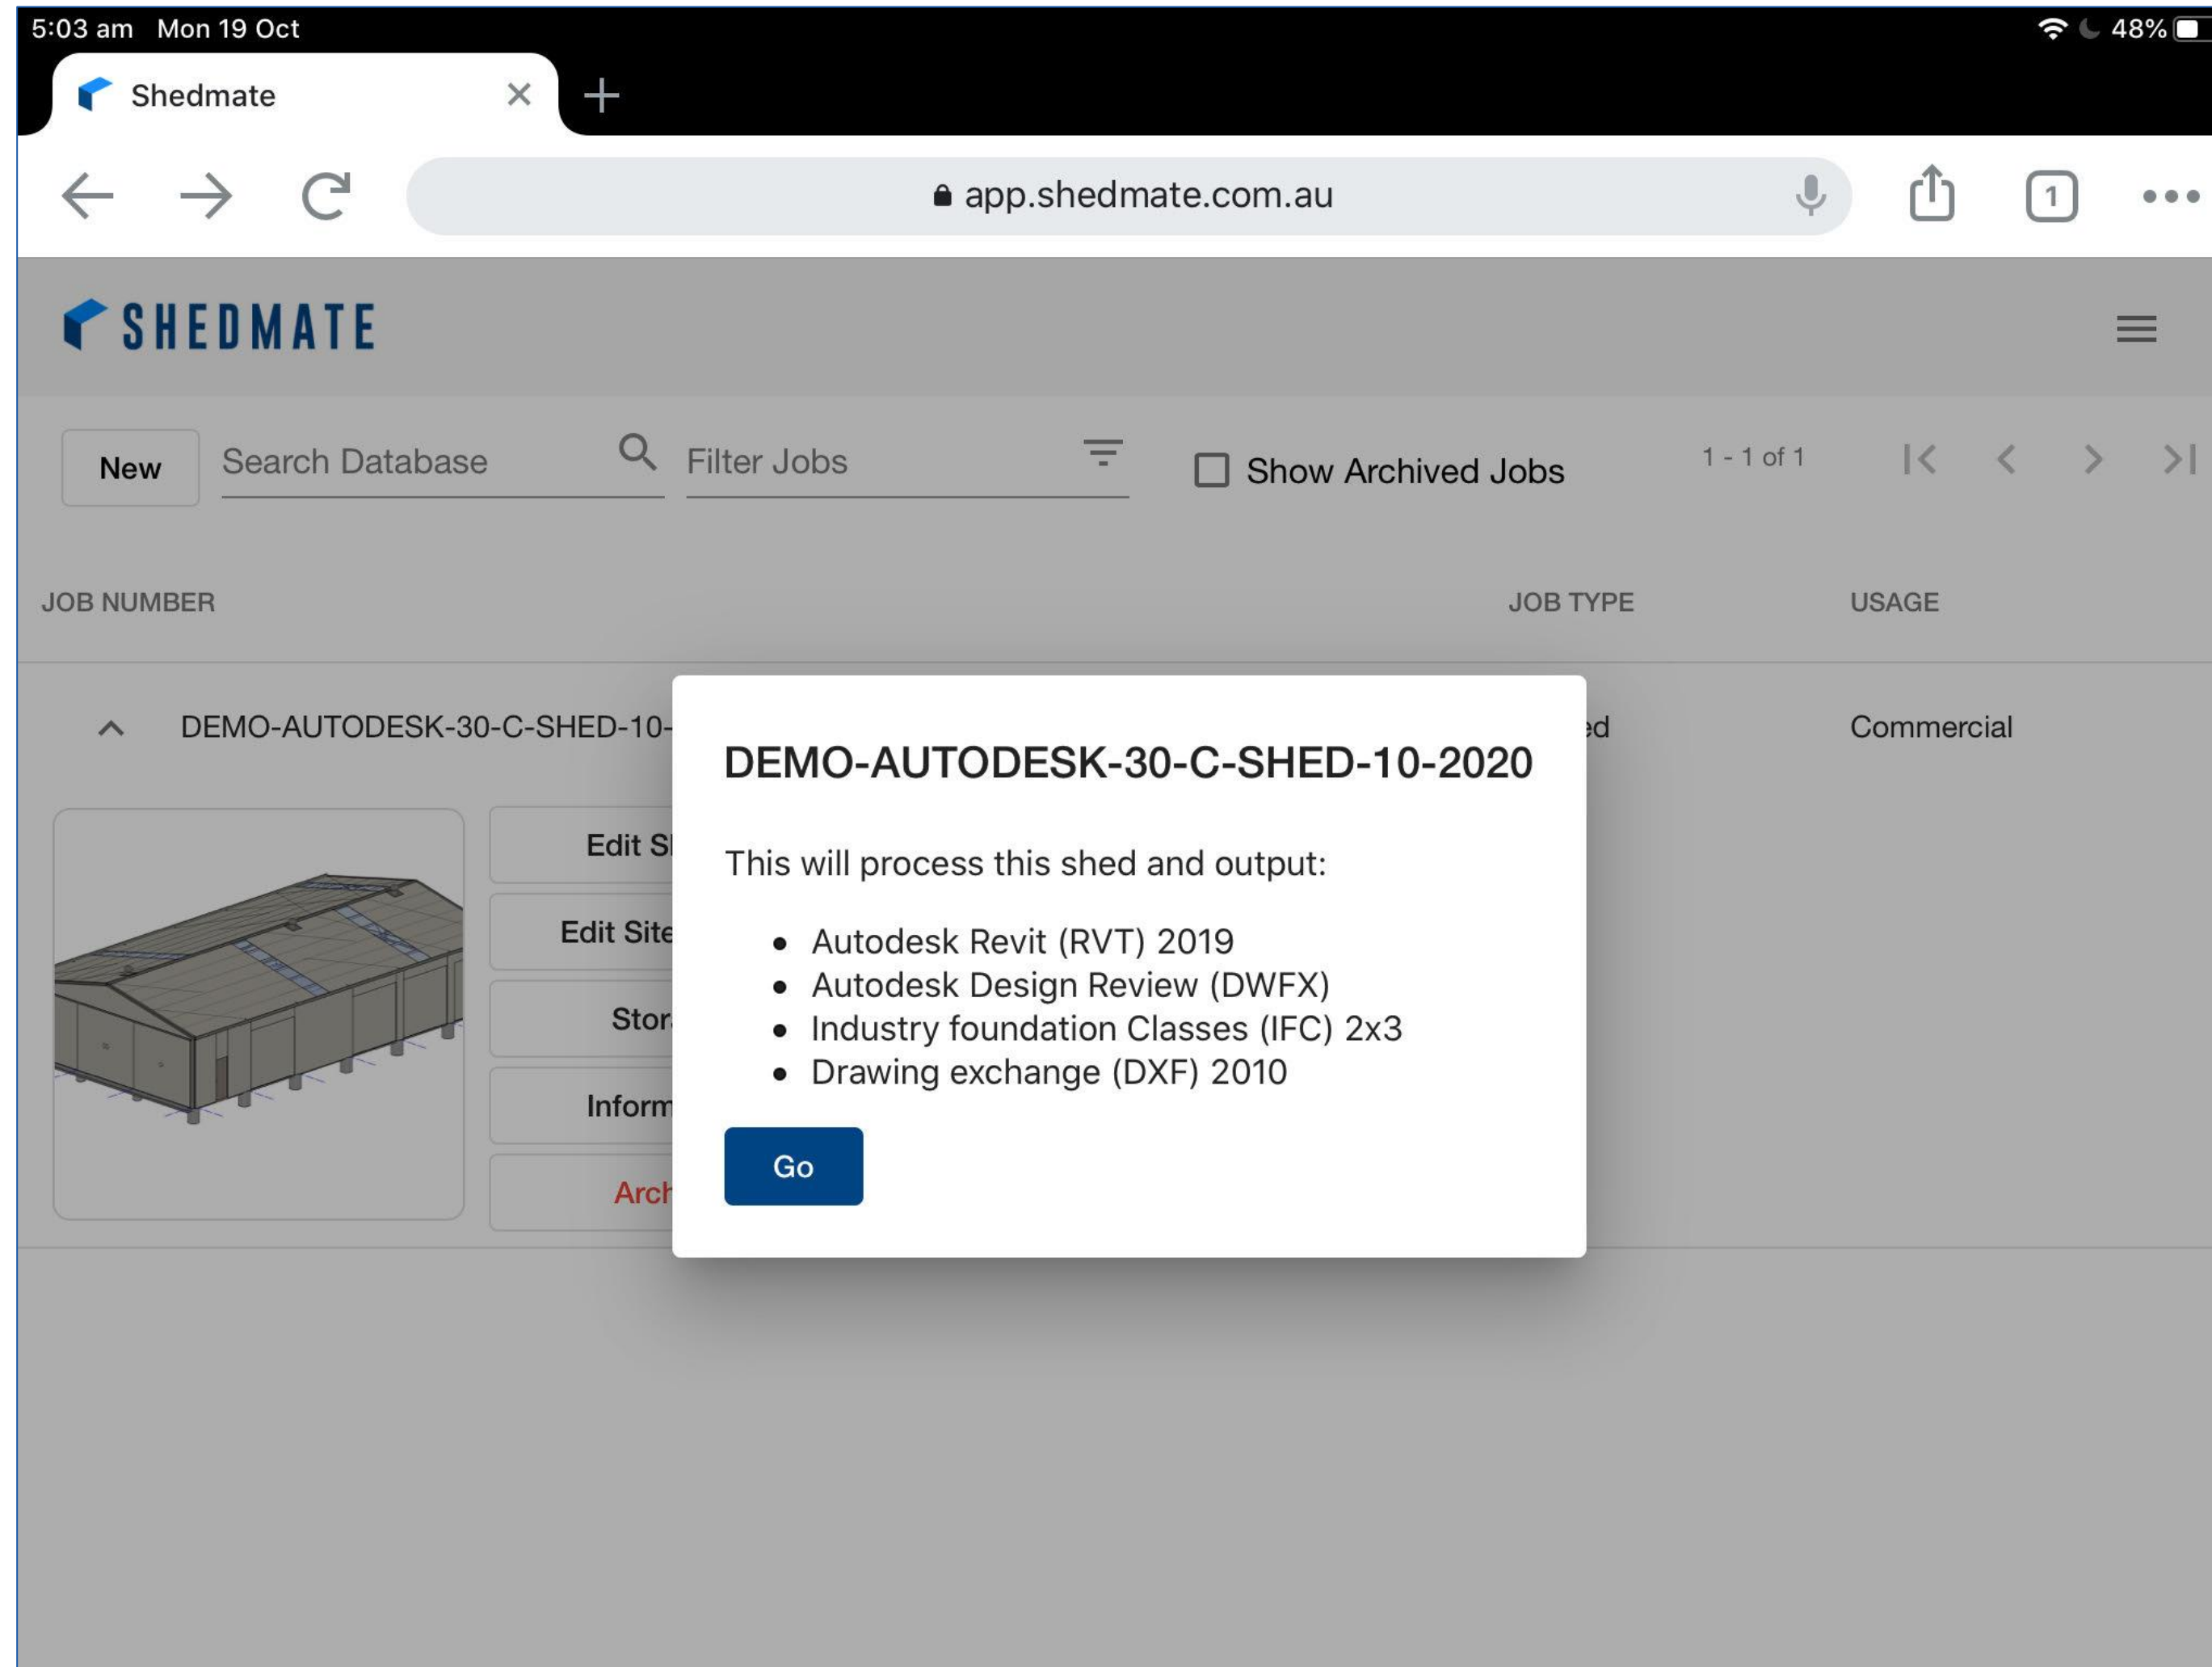 5:03 am Mon 19 Oct 48%
Shedmate
app.shedmate.com.au 1
SHEDMATE
New Search Database Filter Jobs Show Archived Jobs 1 - 1 of 1
JOB NUMBER JOB TYPE USAGE
DEMO-AUTODESK-30-C-SHED-10- Commercial
DEMO-AUTODESK-30-C-SHED-10-2020
This will process this shed and output:
• Autodesk Revit (RVT) 2019
• Autodesk Design Review (DWFX)
• Industry foundation Classes (IFC) 2x3
• Drawing exchange (DXF) 2010
Go
Edit
Edit Site